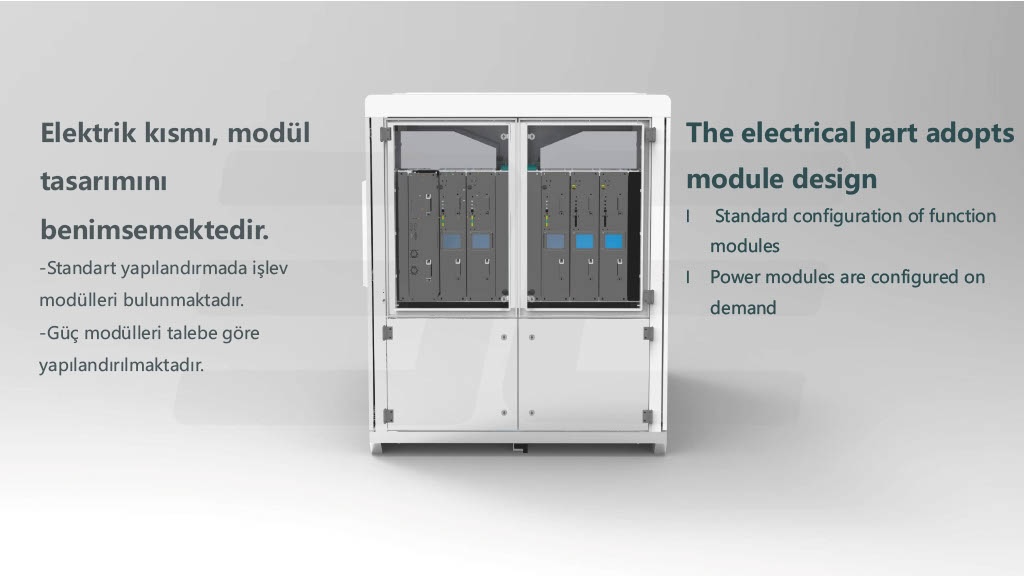 Elektrik kısmı, modül
tasarımını
benimsemektedir.
-Standart yapılandırmada işlev
modülleri bulunmaktadır.
-Güç modülleri talebe göre
yapılandırılmaktadır.
The electrical part adopts
module design
l Standard configuration of function
modules
l Power modules are configured on
demand